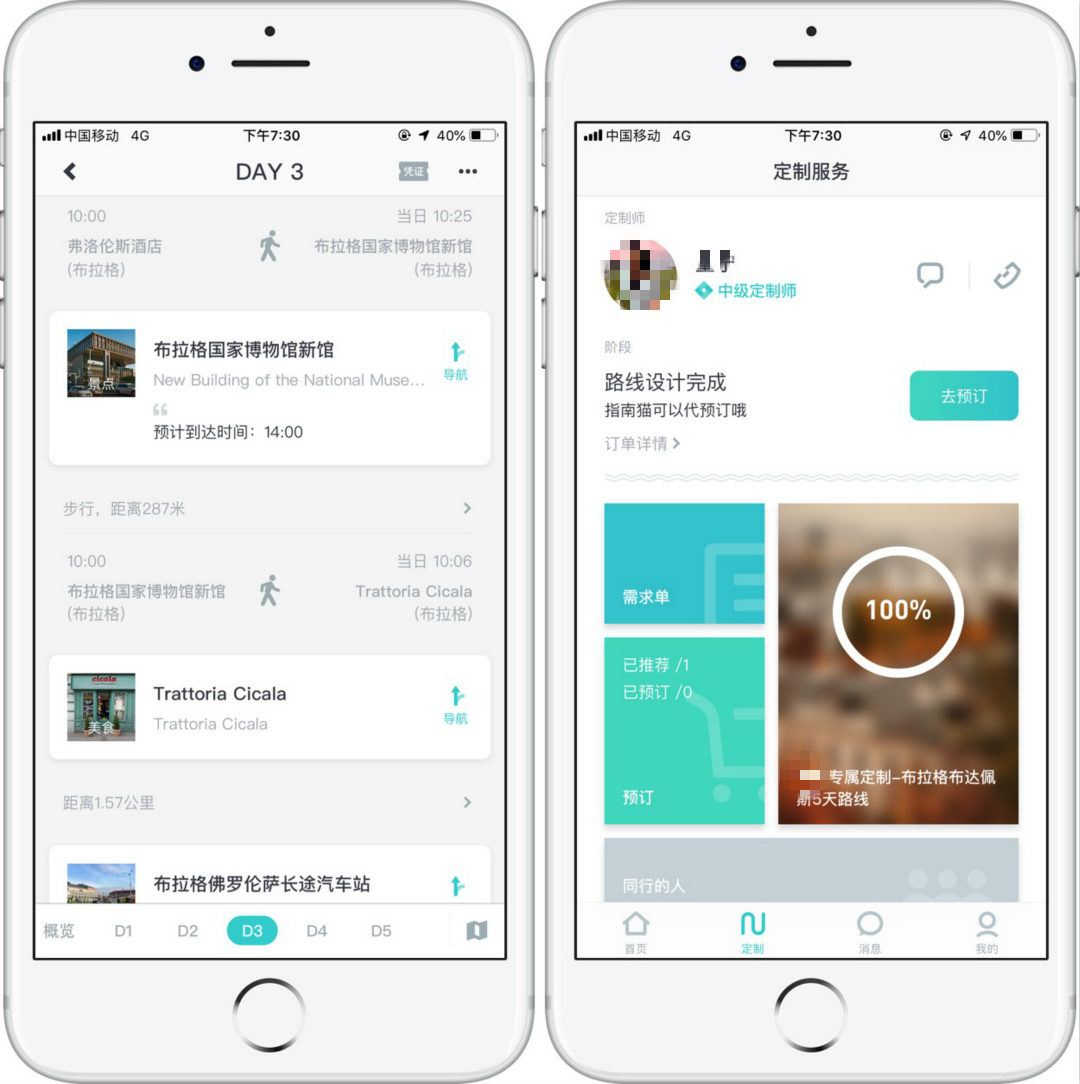 中国移动 4G 下午7:30 40%
DAY 3 凭证
10:00 当日 10:25
弗洛伦斯酒店 布拉格国家博物馆新馆
(布拉格) (布拉格)
景点
布拉格国家博物馆新馆
New Building of the National Muse...
导航
预计到达时间：14:00
步行，距离287米
10:00 当日 10:06
布拉格国家博物馆新馆 Trattoria Cicala
(布拉格) (布拉格)
cicala
美食
Trattoria Cicala
Trattoria Cicala
导航
距离1.57公里
布拉格佛罗伦萨长途汽车站
概览 D1 D2 D3 D4 D5
中国移动 4G 下午7:30 40%
定制服务
定制师
中级定制师
阶段
路线设计完成
指南猫可以代预订哦
去预订
订单详情
需求单
已推荐 /1
已预订 /0
预订
100%
专属定制-布拉格布达佩
斯5天路线
同行的人
首页 定制 消息 我的